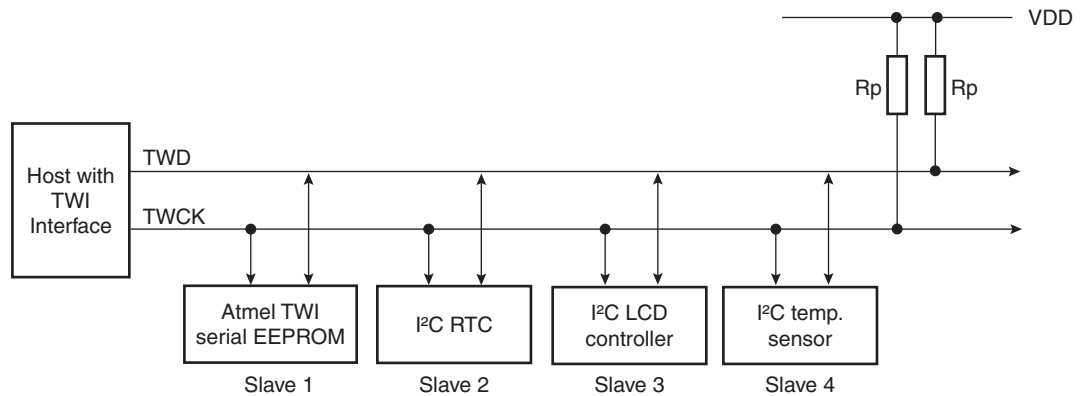 VDD
Rp
Rp
Host with
TWI
Interface
TWD
TWCK
Atmel TWI
serial EEPROM
I²C RTC
I²C LCD
controller
I²C temp.
sensor
Slave 1
Slave 2
Slave 3
Slave 4